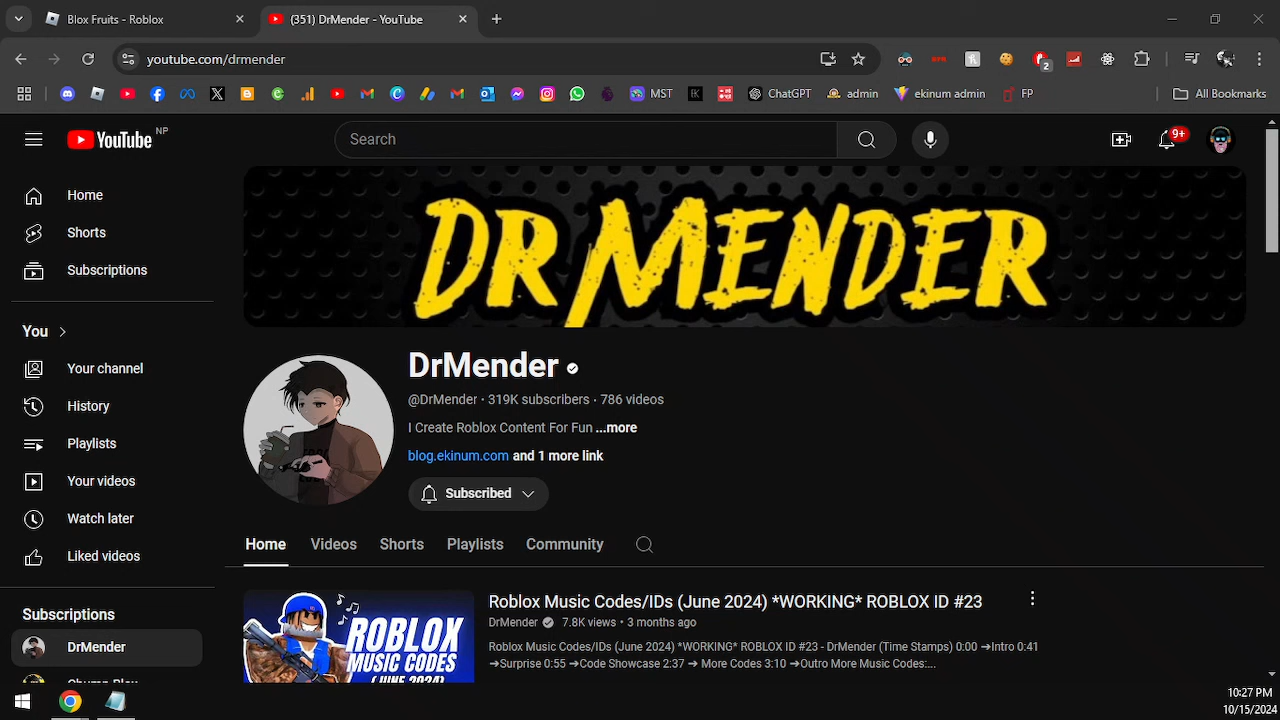 Blox Fruits - Roblox
(351) DrMender - YouTube
youtube.com/drmender
2
MST
ChatGPT
admin
ekinum admin
FP
All Bookmarks
YouTube NP
Search
9+
Home
Shorts
Subscriptions
You
Your channel
History
Playlists
Your videos
Watch later
Liked videos
Subscriptions
DrMender
DRMENDER
DrMender
@DrMender · 319K subscribers · 786 videos
I Create Roblox Content For Fun ...more
blog.ekinum.com and 1 more link
Subscribed
Home Videos Shorts Playlists Community
ROBLOX
MUSIC CODES
(JUNE 2024)
Roblox Music Codes/IDs (June 2024) *WORKING* ROBLOX ID #23
DrMender 7.8K views • 3 months ago
Roblox Music Codes/IDs (June 2024) *WORKING* ROBLOX ID #23 - DrMender (Time Stamps) 0:00 ➔Intro 0:41
➔Surprise 0:55 ➔Code Showcase 2:37 ➔ More Codes 3:10 ➔Outro More Music Codes:...
10:27 PM
10/15/2024